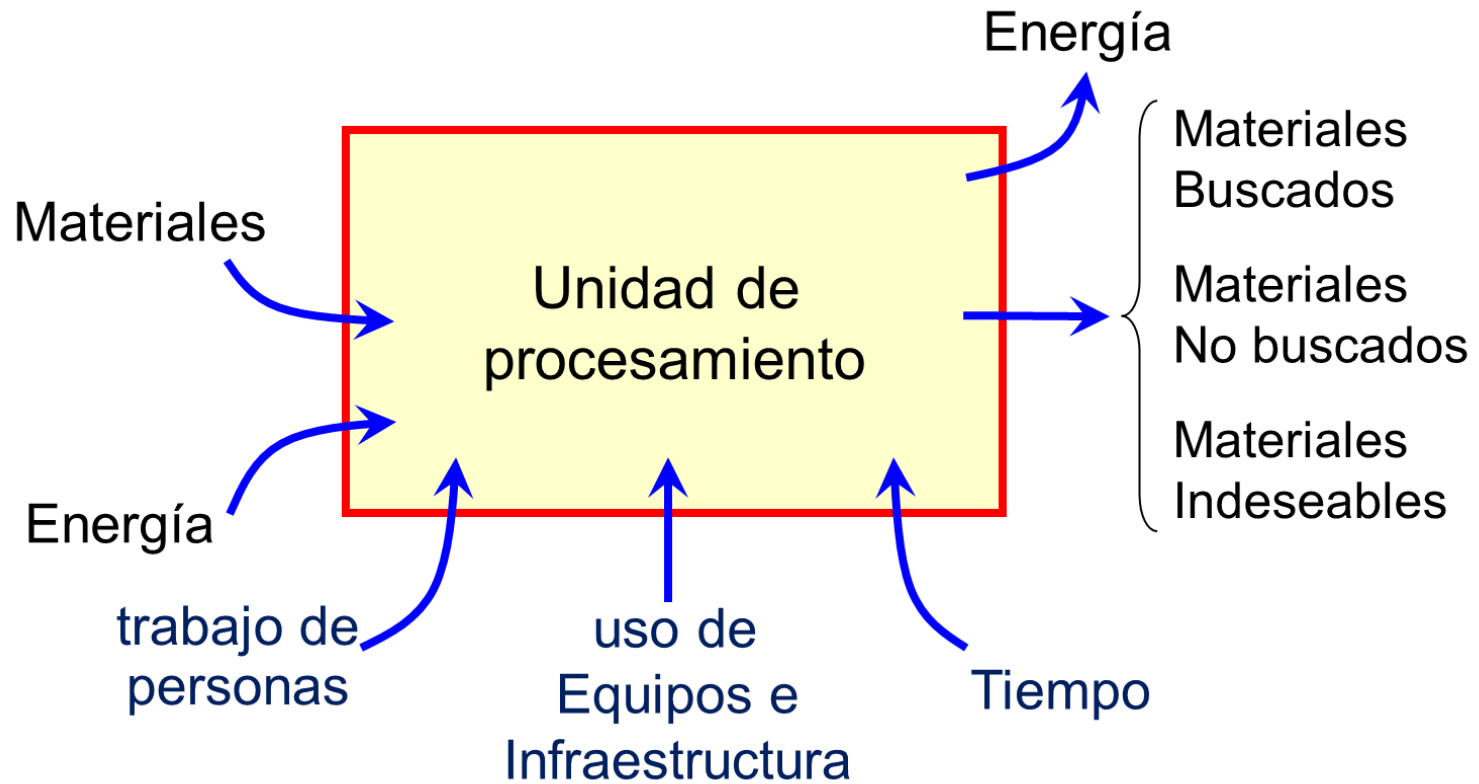 Energía
Materiales
Buscados
Materiales
No buscados
Materiales
Indeseables
Materiales
Unidad de
procesamiento
Energía
trabajo de
personas
uso de
Equipos e
Infraestructura
Tiempo